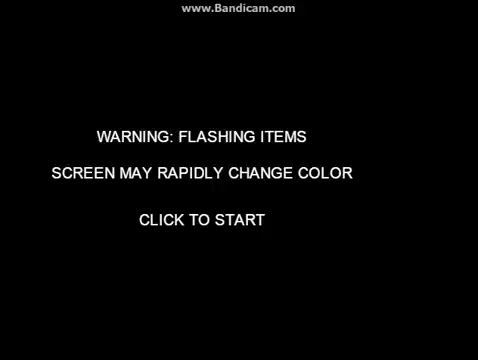 www.Bandicam.com
WARNING: FLASHING ITEMS
SCREEN MAY RAPIDLY CHANGE COLOR
CLICK TO START